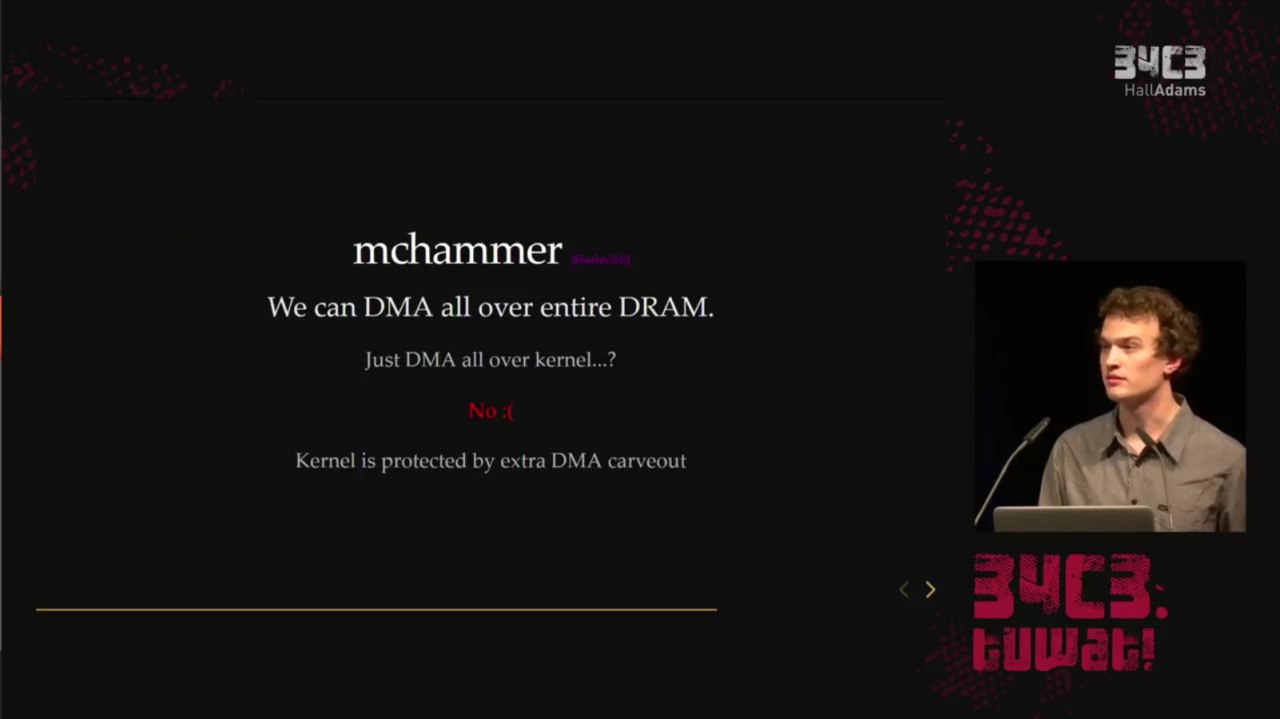 34C3
HallAdams
mchammer
We can DMA all over entire DRAM.
Just DMA all over kernel...?
No :(
Kernel is protected by extra DMA carveout
34C3:
tuwat!